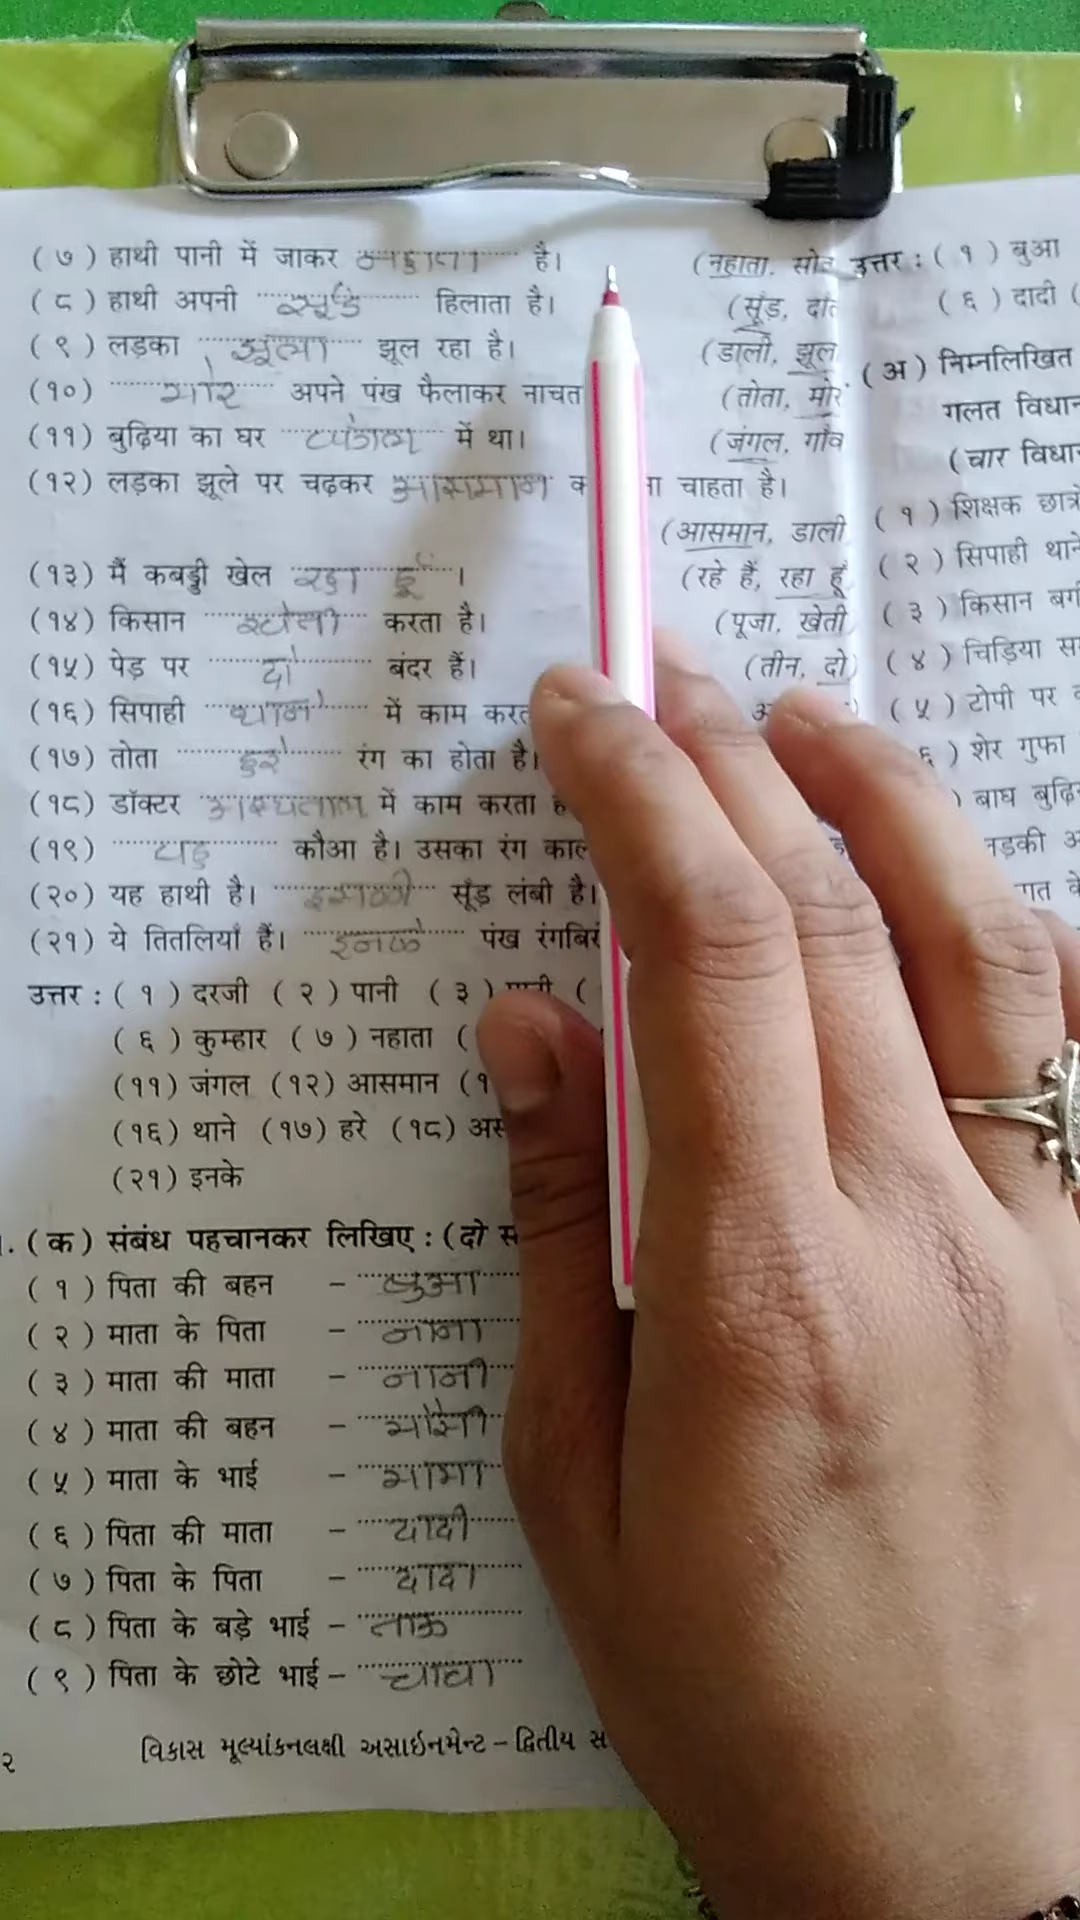 (७) हाथी पानी में जाकर नहाता है। (नहाता, सोत
(८) हाथी अपनी सूंड हिलाता है। (सूंड, दांत
(९) लड़का झूला झूल रहा है। (डाली, झूल
(१०) मोर अपने पंख फैलाकर नाचत (तोता, मोर
(११) बुढ़िया का घर जंगल में था। (जंगल, गाँव
(१२) लड़का झूले पर चढ़कर आसमान क ना चाहता है।
(आसमान, डाली
(१३) मैं कबड्डी खेल रहा हूँ । (रहे हैं, रहा हूं
(१४) किसान खेती करता है। (पूजा, खेती
(१५) पेड़ पर दो बंदर हैं। (तीन, दो)
(१६) सिपाही थाने में काम करत
(१७) तोता हरे रंग का होता है।
(१८) डॉक्टर अस्पताल में काम करता ह
(१९) यह कौआ है। उसका रंग काल
(२०) यह हाथी है। इसकी सूँड लंबी है।
(२१) ये तितलियाँ हैं। इनके पंख रंगबिरं
उत्तर : (१) दरजी (२) पानी (३) पानी (
(६) कुम्हार (७) नहाता (
(११) जंगल (१२) आसमान (१
(१६) थाने (१७) हरे (१८) अस
(२१) इनके
(क) संबंध पहचानकर लिखिए : (दो स
(१) पिता की बहन – बुआ
(२) माता के पिता – नाना
(३) माता की माता – नानी
(४) माता की बहन – मौसी
(५) माता के भाई – मामा
(६) पिता की माता – दादी
(७) पिता के पिता – दादा
(८) पिता के बड़े भाई – ताऊ
(९) पिता के छोटे भाई – चाचा
૨ વિકાસ મૂલ્યાંકનલક્ષી અસાઇનમેન્ટ – દ્વિતીય સ
उत्तर : (१) बुआ
(६) दादी (
(अ) निम्नलिखित
गलत विधान
(चार विधा
(१) शिक्षक छात्रों
(२) सिपाही थाने
(३) किसान बगी
(४) चिड़िया स
(५) टोपी पर
६) शेर गुफा
) बाघ बुढ़ि